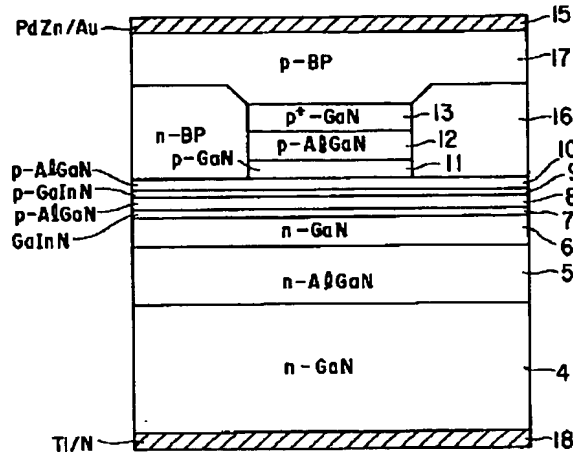 PdZn/Au
15
p-BP
17
p⁺-GaN
13
16
p-AℓGaN
12
n-BP
10
p-GaN
11
9
p-AℓGaN
8
p-GaInN
7
p-AℓGaN
GaInN
n-GaN
6
5
n-AℓGaN
n-GaN
4
Ti/N
18